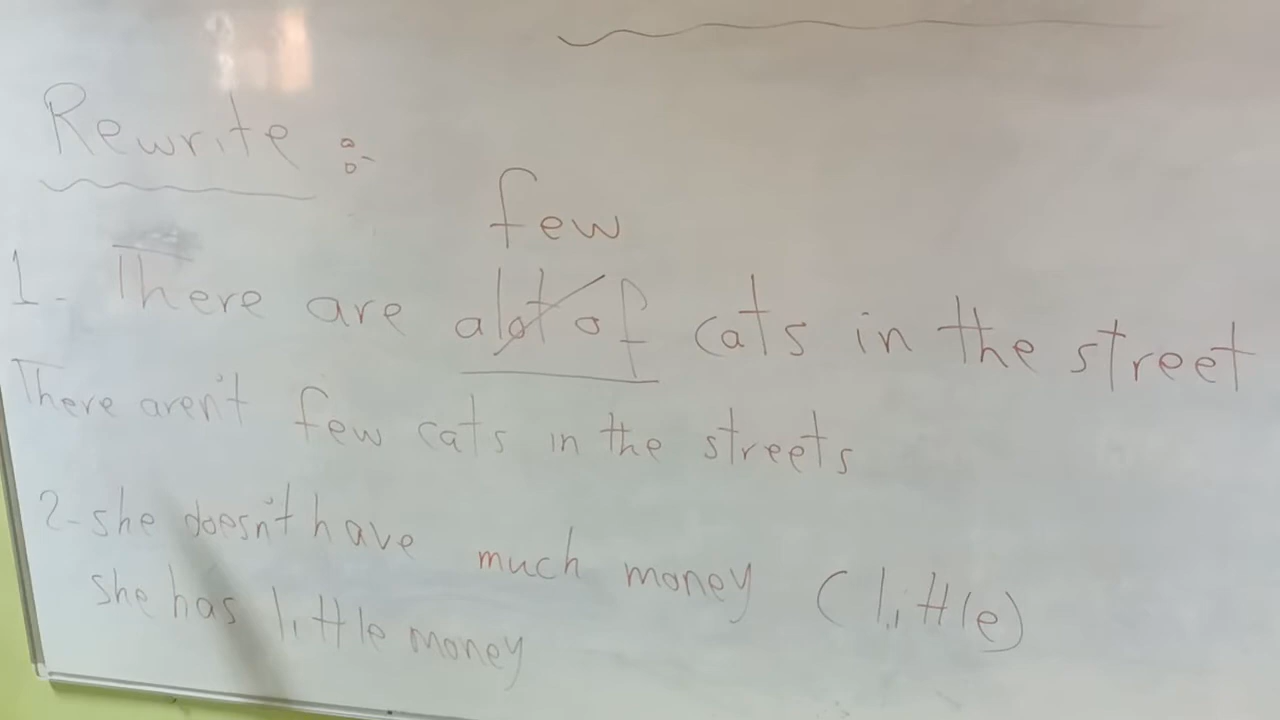 Rewrite :-
few
1- There are alot of cats in the street
There aren't few cats in the streets
2- she doesn't have much money (little)
she has little money